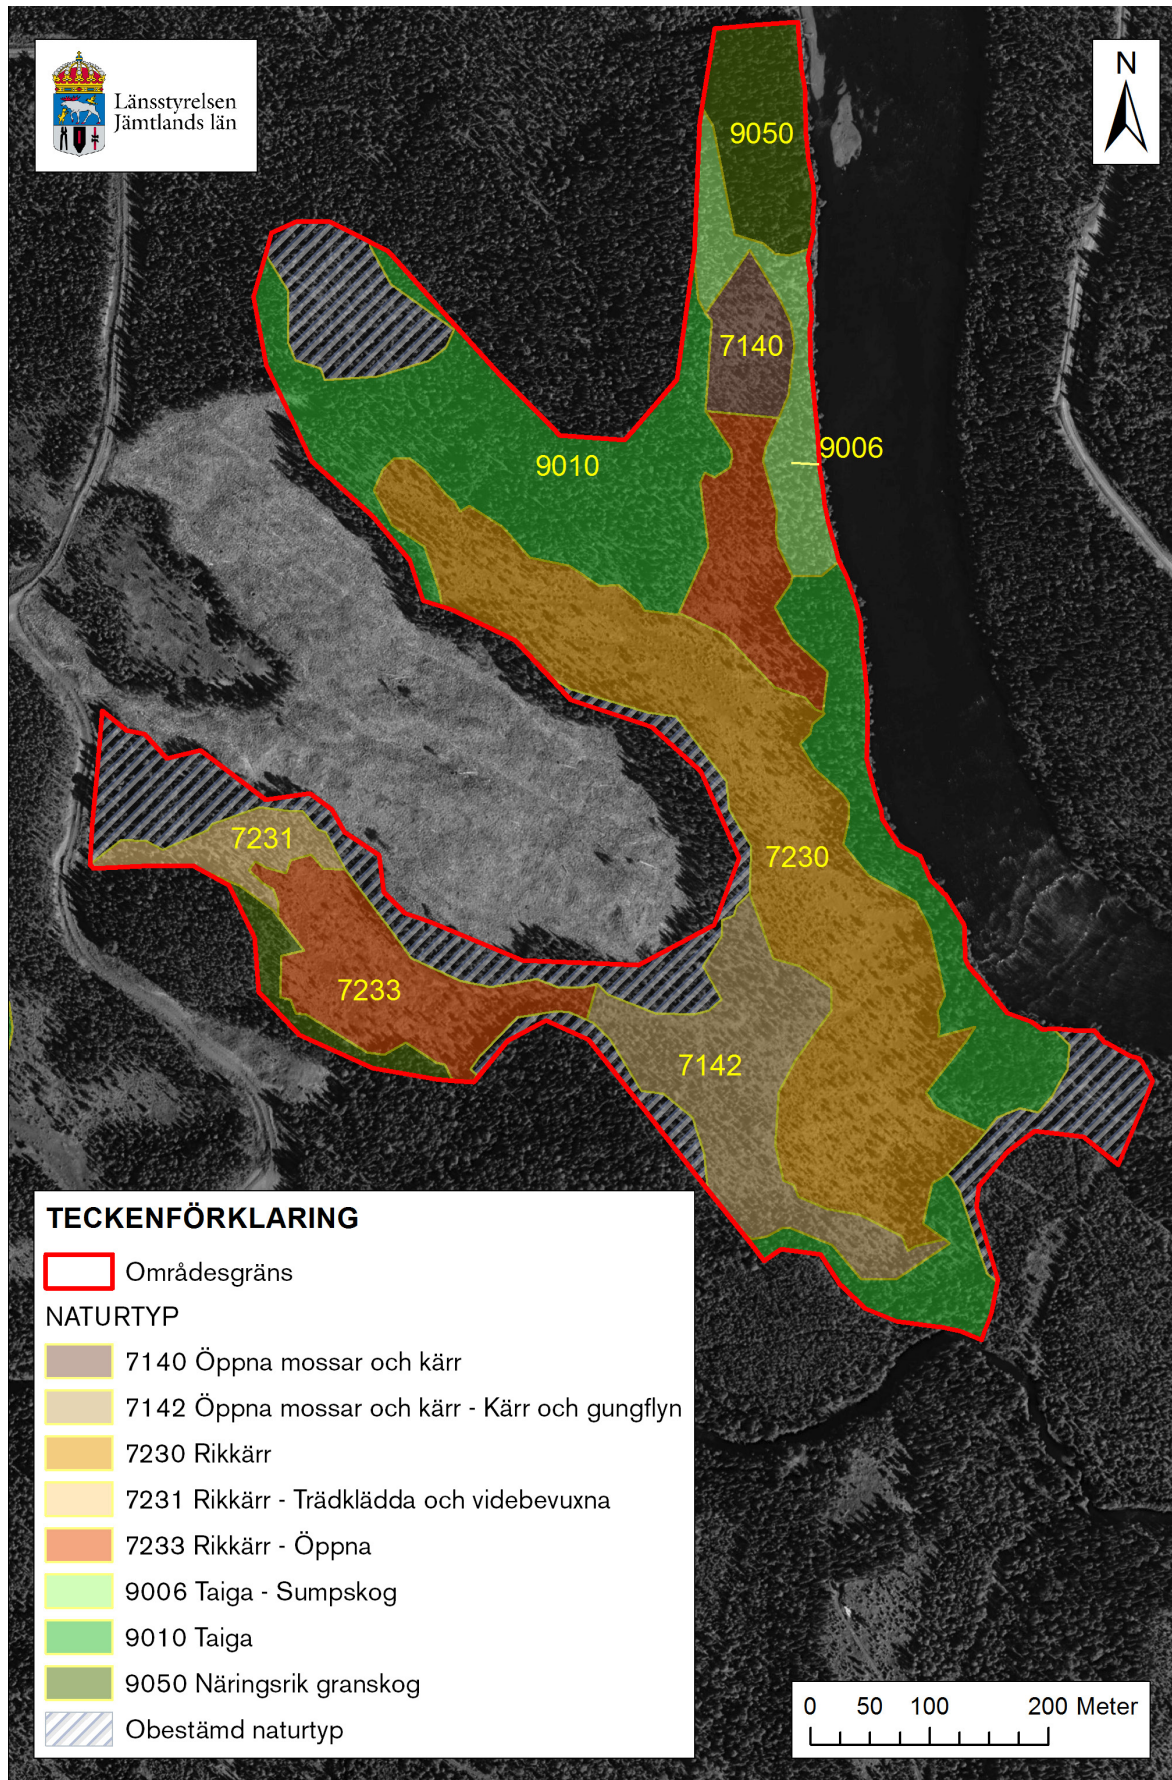 Länsstyrelsen
Jämtlands län
N
9050
7140
9006
9010
7231
7230
7233
7142
TECKENFÖRKLARING
Områdesgräns
NATURTYP
7140 Öppna mossar och kärr
7142 Öppna mossar och kärr - Kärr och gungflyn
7230 Rikkärr
7231 Rikkärr - Trädklädda och videbevuxna
7233 Rikkärr - Öppna
9006 Taiga - Sumpskog
9010 Taiga
9050 Näringsrik granskog
Obestämd naturtyp
0 50 100 200 Meter